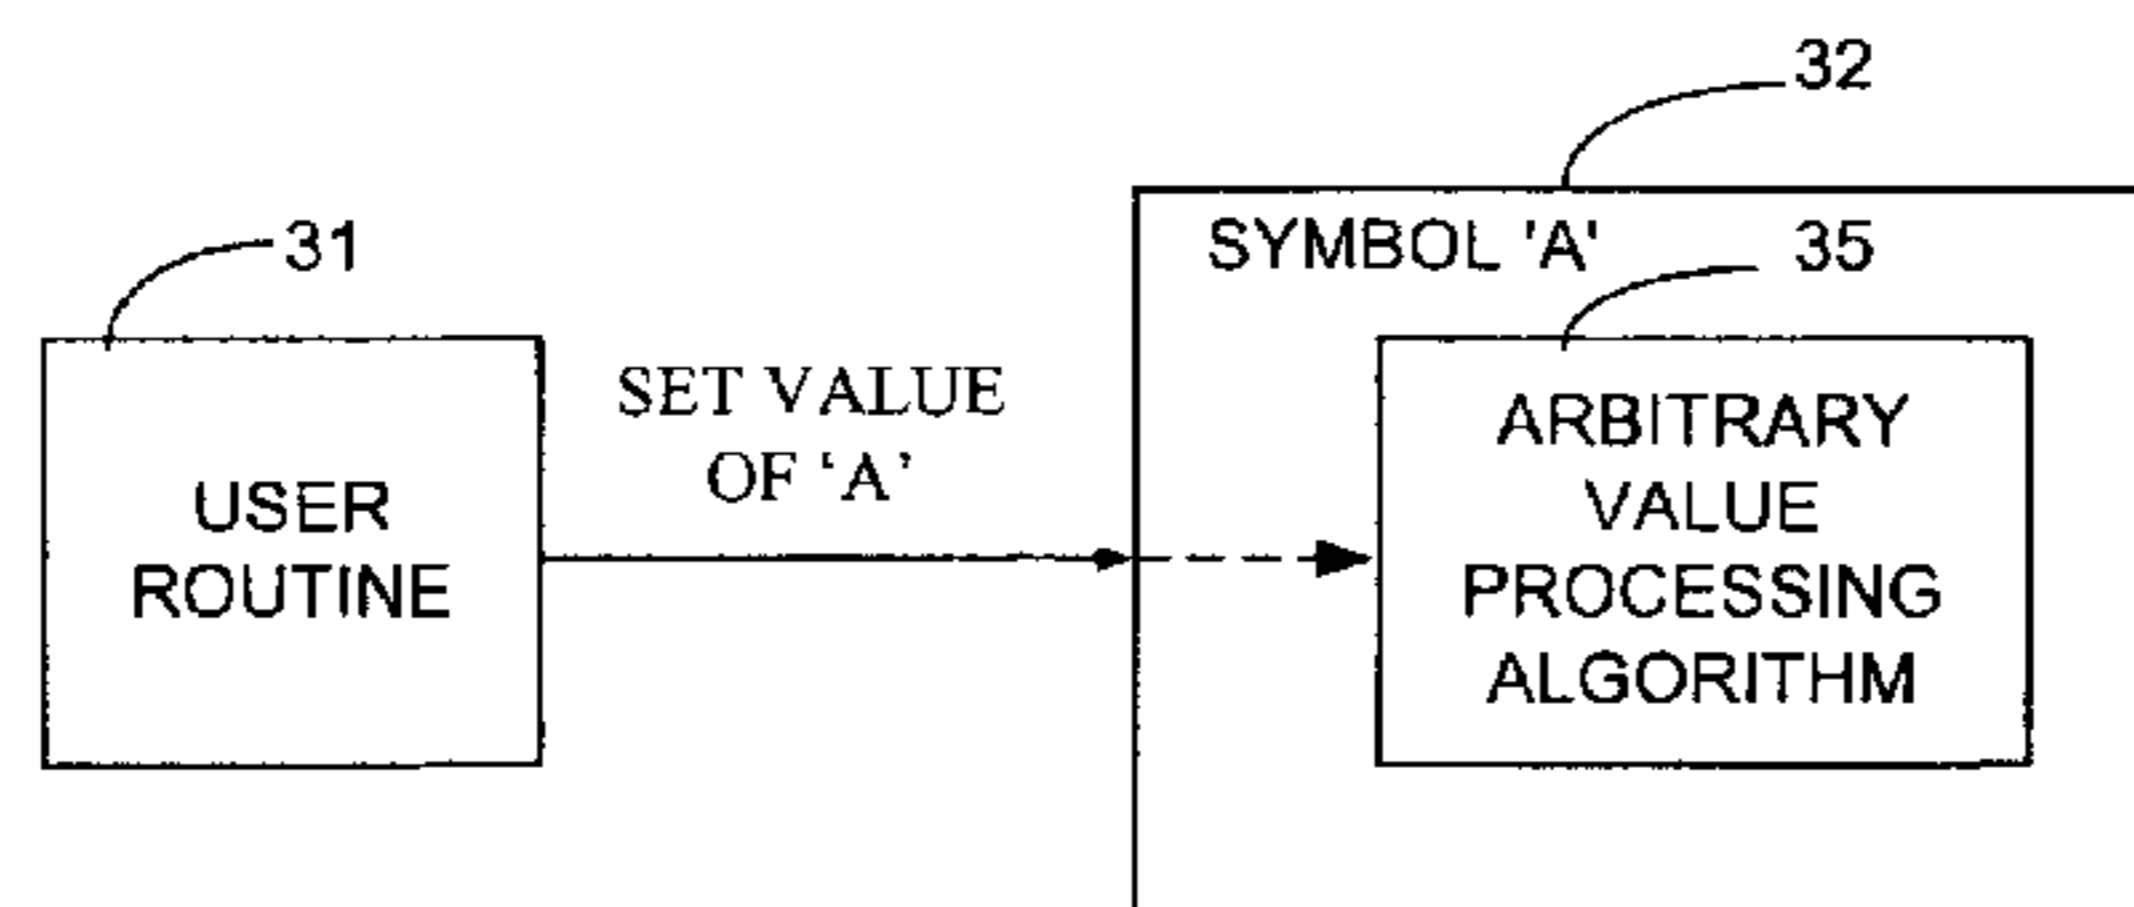 32
31
SYMBOL 'A'
35
SET VALUE
OF ‘A’
USER
ROUTINE
ARBITRARY
VALUE
PROCESSING
ALGORITHM